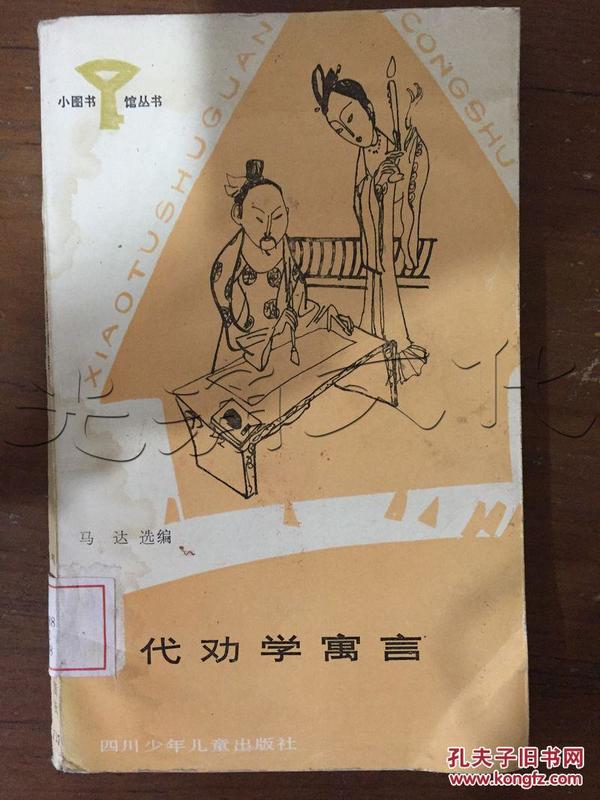 小图书馆丛书
XIAOTUSHUGUAN CONGSHU
马达 选编
代劝学寓言
四川少年儿童出版社
孔夫子旧书网
www.kongfz.com